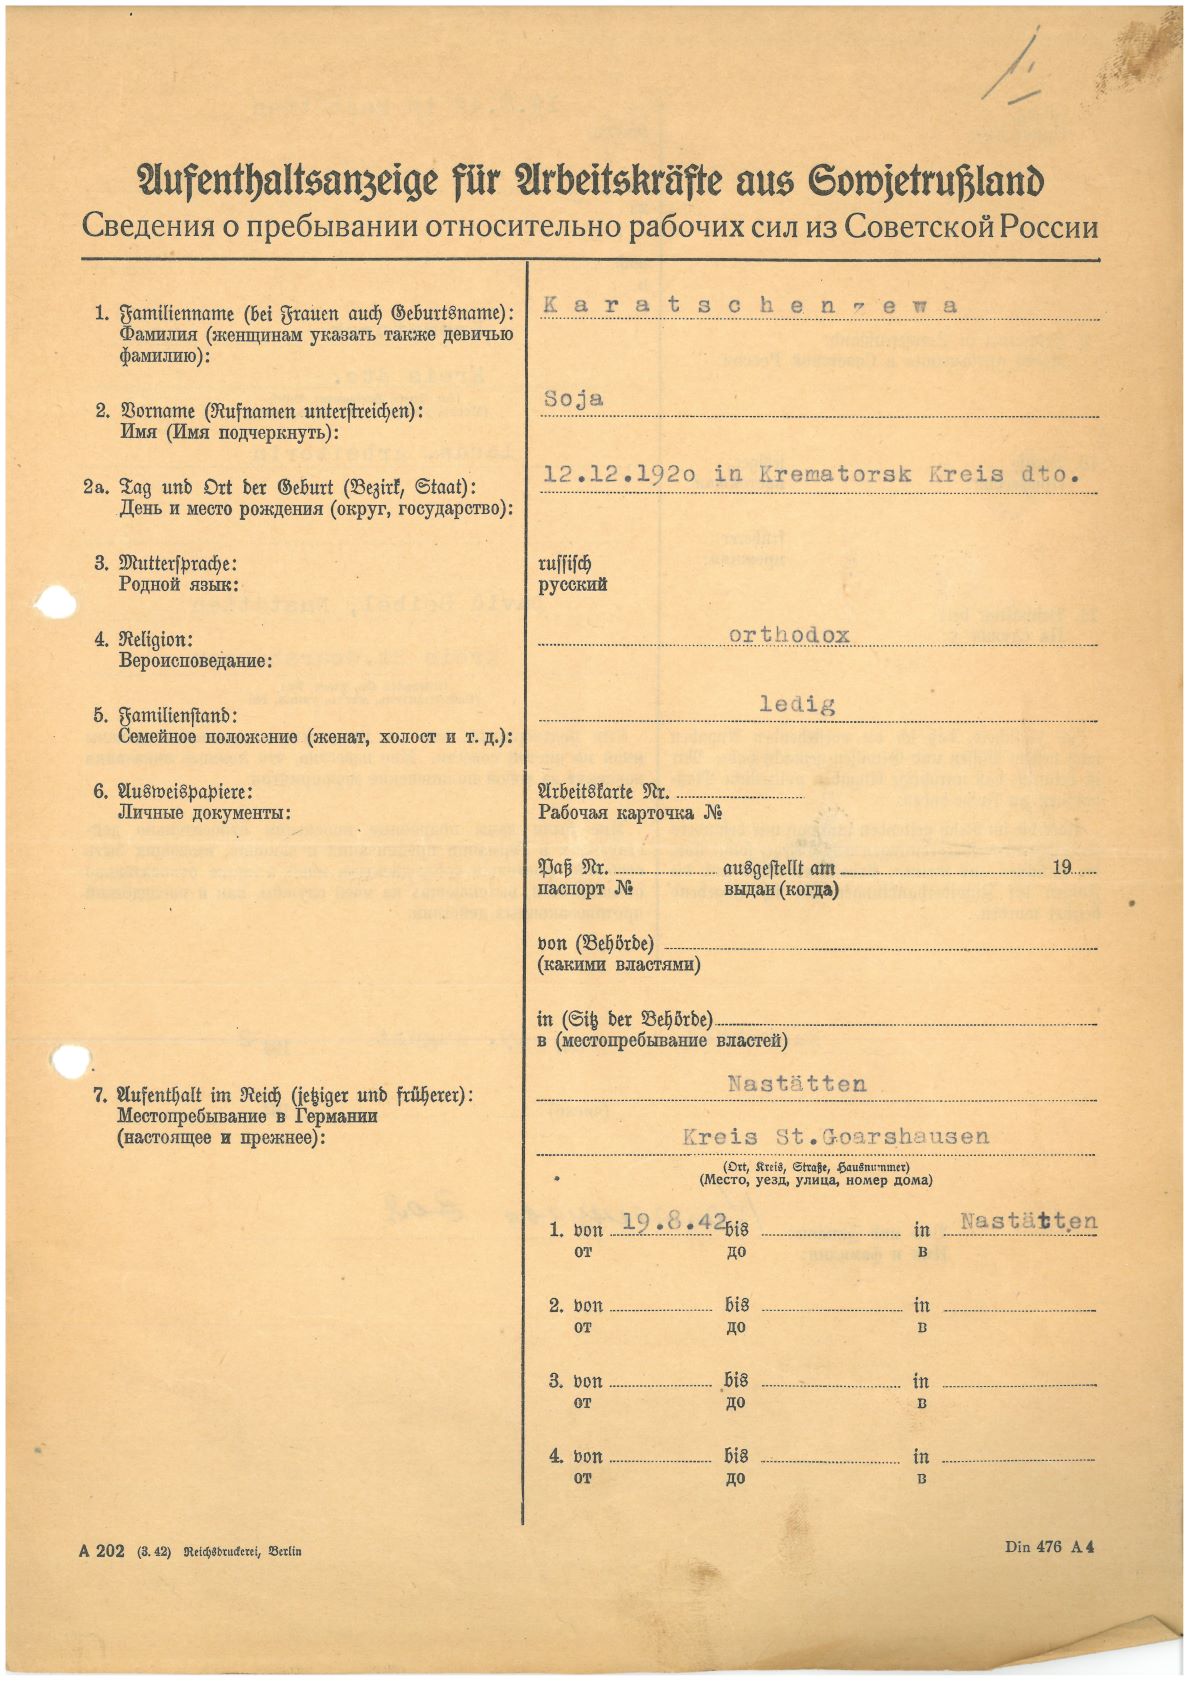 1.
Aufenthaltsanzeige für Arbeitskräfte aus Sowjetrußland
Сведения о пребывании относительно рабочих сил из Советской России
1. Familienname (bei Frauen auch Geburtsname): Karatschenzewa
Фамилия (женщинам указать также девичью
фамилию):
2. Vorname (Rufnamen unterstreichen): Soja
Имя (Имя подчеркнуть):
2a. Tag und Ort der Geburt (Bezirk, Staat): 12.12.192o in Krematorsk Kreis dto.
День и место рождения (округ, государство):
3. Muttersprache: russisch
Родной язык: русский
4. Religion: orthodox
Вероисповедание:
5. Familienstand: ledig
Семейное положение (женат, холост и т. д.):
6. Ausweispapiere: Arbeitskarte Nr.
Личные документы: Рабочая карточка №
Paß Nr. ausgestellt am 19
паспорт № выдан (когда)
von (Behörde)
(какими властями)
in (Sitz der Behörde)
в (местопребывание властей)
7. Aufenthalt im Reich (jetziger und früherer): Nastätten
Местопребывание в Германии
(настоящее и прежнее): Kreis St.Goarshausen
(Ort, Kreis, Straße, Hausnummer)
(Место, уезд, улица, номер дома)
1. von 19.8.42 bis in Nastätten
от до в
2. von bis in
от до в
3. von bis in
от до в
4. von bis in
от до в
A 202 (3. 42) Reichsdruckerei, Berlin Din 476 A4